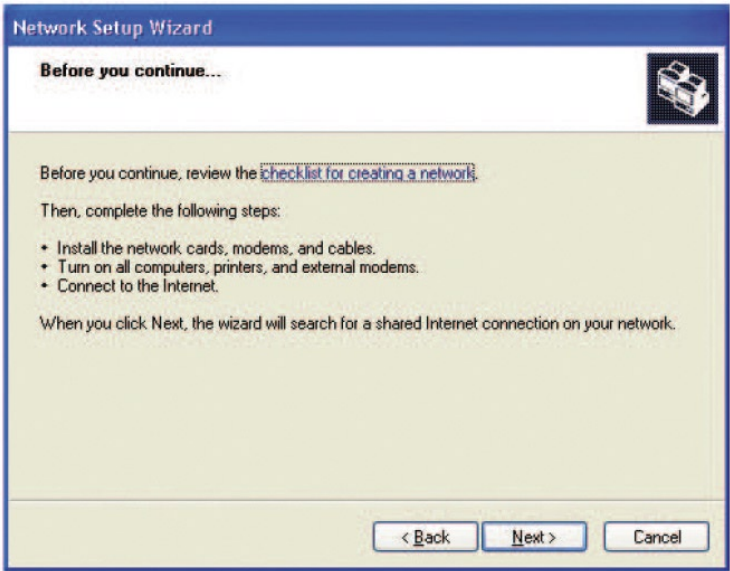 Network Setup Wizard
Before you continue...
Before you continue, review the checklist for creating a network.
Then, complete the following steps:
• Install the network cards, modems, and cables.
• Turn on all computers, printers, and external modems.
• Connect to the Internet.
When you click Next, the wizard will search for a shared Internet connection on your network.
< Back
Next >
Cancel